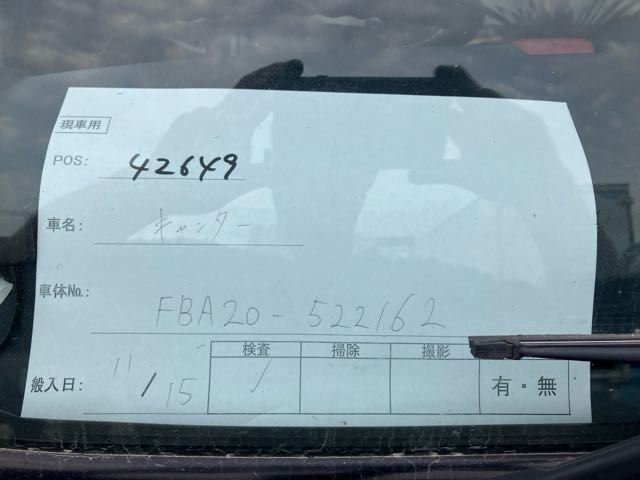 現車用
POS: 42649
車名: キャンター
車体No.: FBA20-522162
検査 掃除 撮影
般入日: 11/15 ✓ 有・無